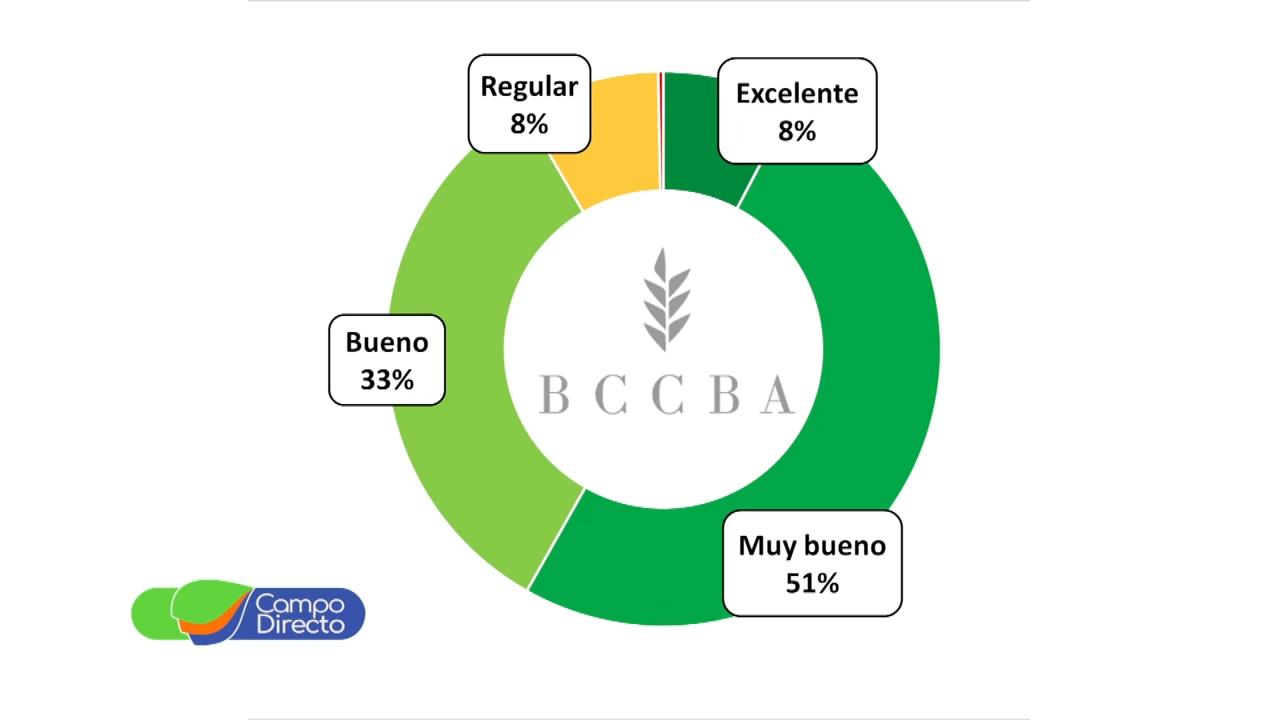 Regular
8%
Excelente
8%
Bueno
33%
BCCBA
Muy bueno
51%
Campo
Directo